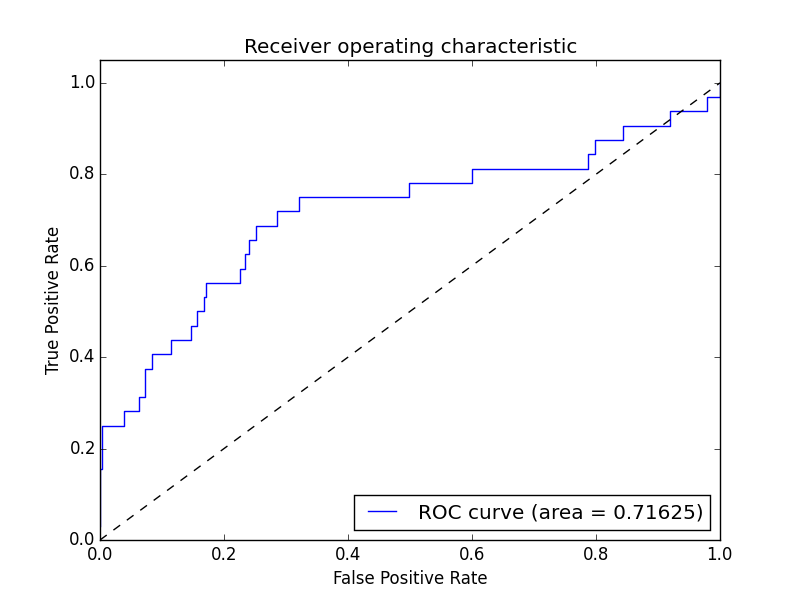 Receiver operating characteristic
True Positive Rate
1.0
0.8
0.6
0.4
0.2
0.0
ROC curve (area = 0.71625)
0.0 0.2 0.4 0.6 0.8 1.0
False Positive Rate